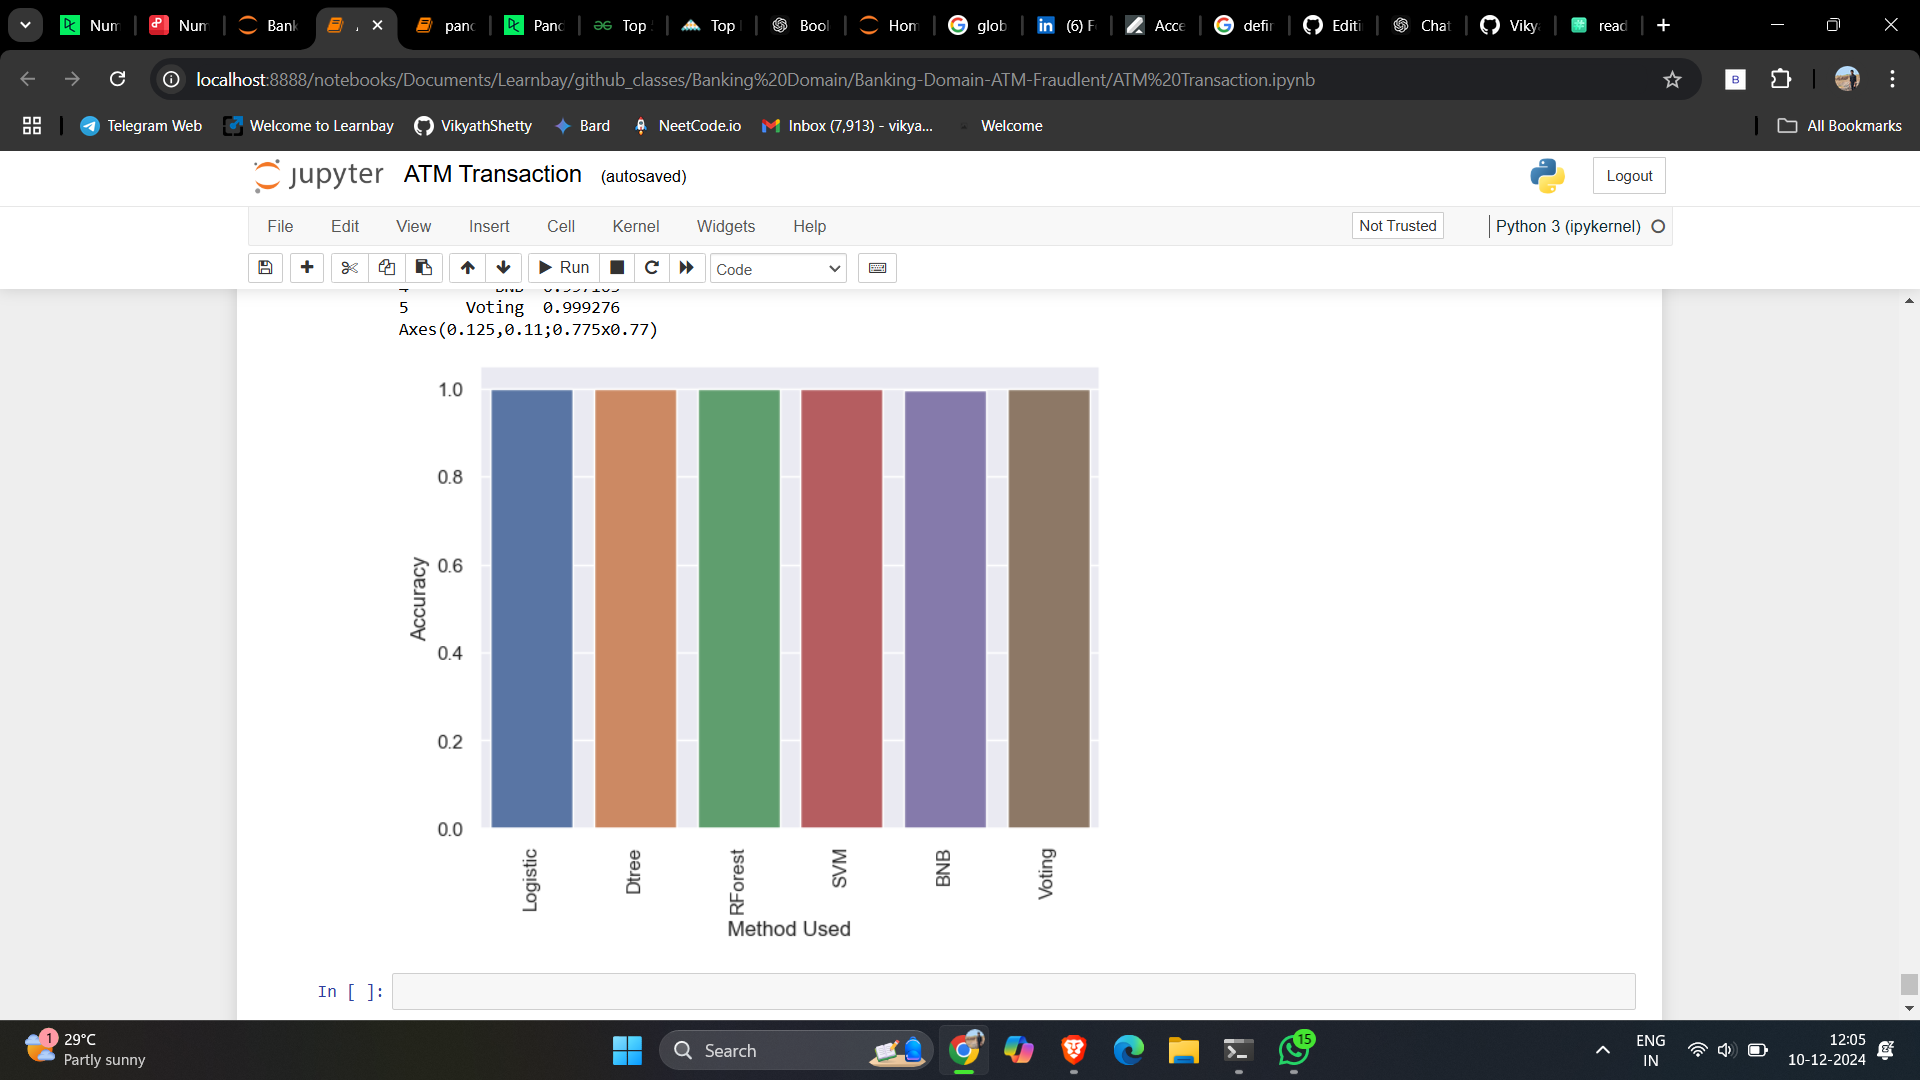 Num
Num
Bank
panc
Panc
Top
Top
Bool
Hom
glob
(6) F
Acce
defir
Editi
Chat
Viky
read
localhost:8888/notebooks/Documents/Learnbay/github_classes/Banking%20Domain/Banking-Domain-ATM-Fraudlent/ATM%20Transaction.ipynb
Telegram Web
Welcome to Learnbay
VikyathShetty
Bard
NeetCode.io
Inbox (7,913) - vikya...
Welcome
All Bookmarks
jupyter ATM Transaction (autosaved)
Logout
File Edit View Insert Cell Kernel Widgets Help
Not Trusted
Python 3 (ipykernel)
Run
Code
5 Voting 0.999276
Axes(0.125,0.11;0.775x0.77)
1.0
0.8
0.6
0.4
0.2
0.0
Accuracy
Logistic
Dtree
RForest
SVM
BNB
Voting
Method Used
In [ ]:
1
29°C
Partly sunny
Search
15
ENG
IN
12:05
10-12-2024